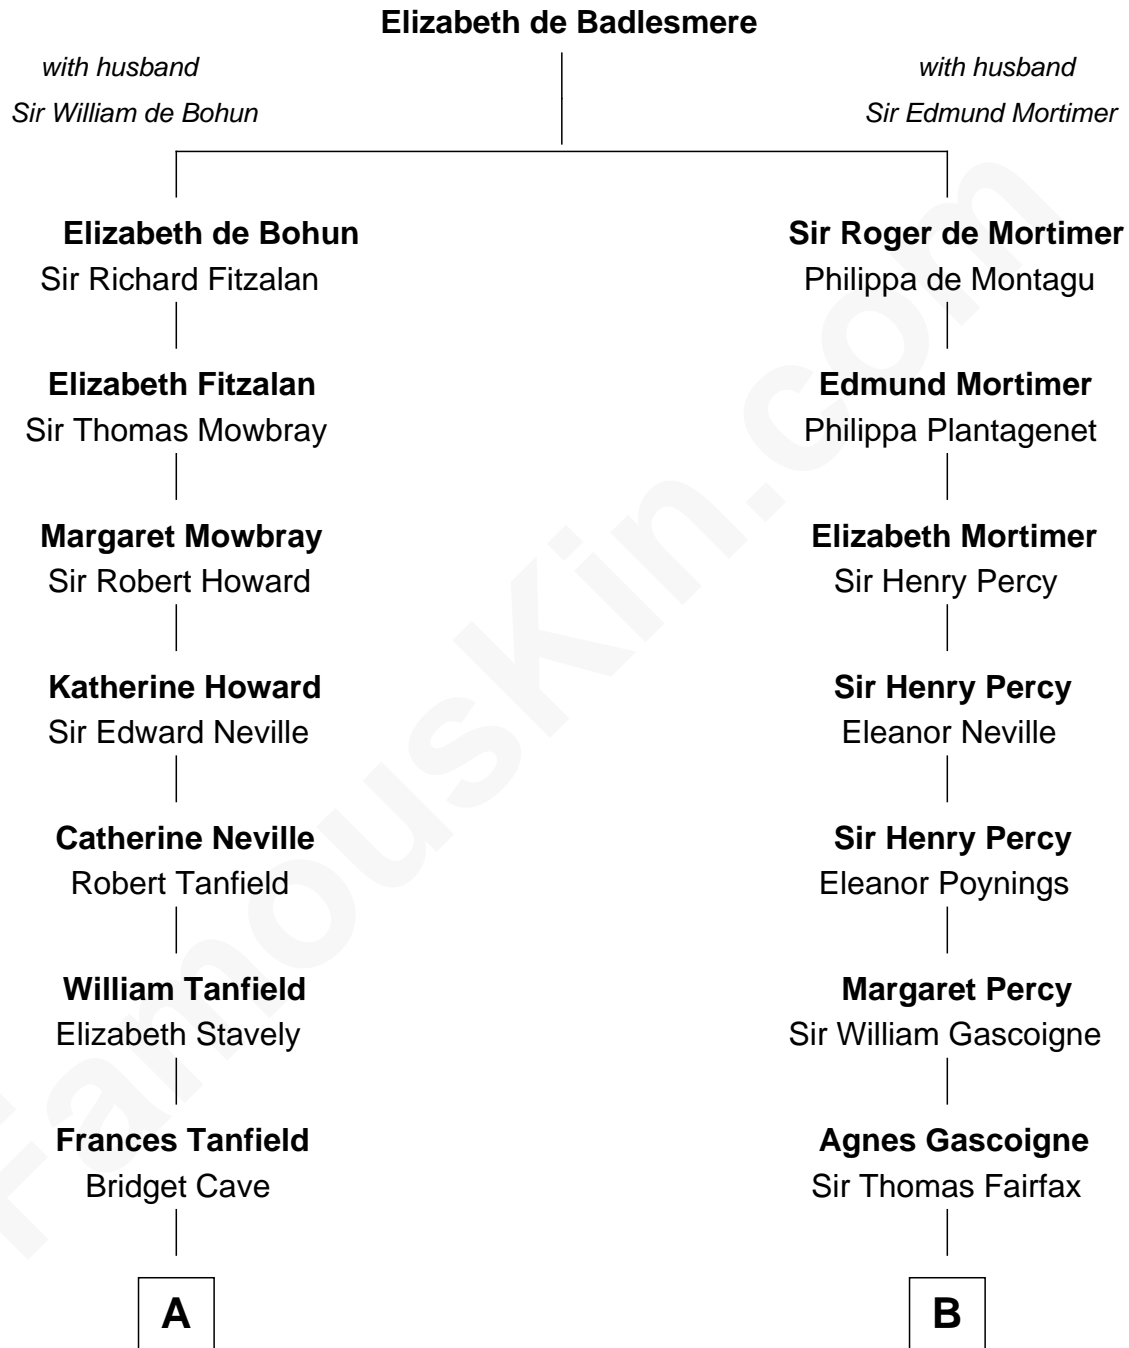 Elizabeth de Badlesmere
with husband
Sir William de Bohun
with husband
Sir Edmund Mortimer
Elizabeth de Bohun
Sir Richard Fitzalan
Sir Roger de Mortimer
Philippa de Montagu
Elizabeth Fitzalan
Sir Thomas Mowbray
Edmund Mortimer
Philippa Plantagenet
Margaret Mowbray
Sir Robert Howard
Elizabeth Mortimer
Sir Henry Percy
Katherine Howard
Sir Edward Neville
Sir Henry Percy
Eleanor Neville
Catherine Neville
Robert Tanfield
Sir Henry Percy
Eleanor Poynings
William Tanfield
Elizabeth Stavely
Margaret Percy
Sir William Gascoigne
Frances Tanfield
Bridget Cave
Agnes Gascoigne
Sir Thomas Fairfax
A
B
FamousKin.com